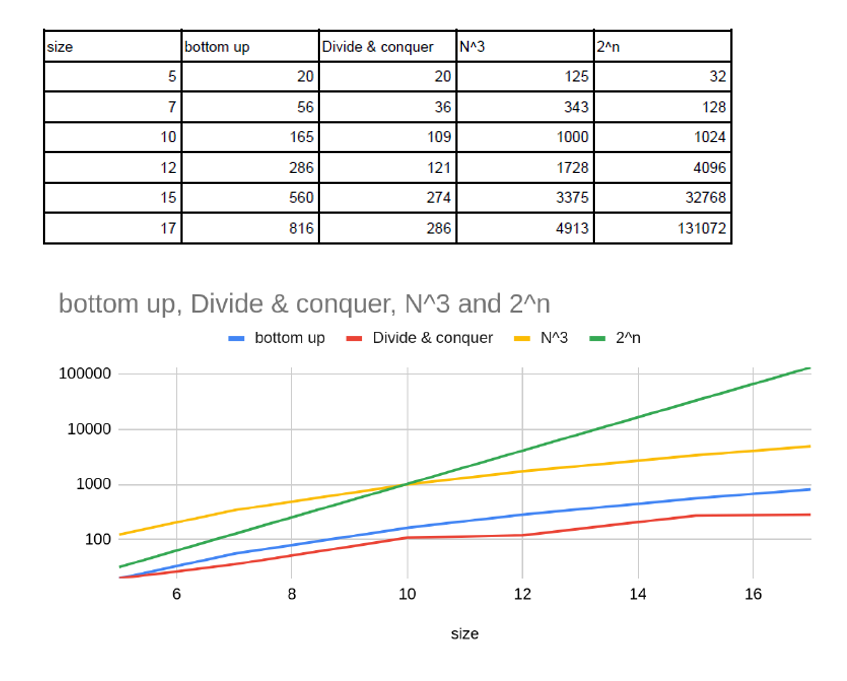 size bottom up Divide & conquer N^3 2^n
5 20 20 125 32
7 56 36 343 128
10 165 109 1000 1024
12 286 121 1728 4096
15 560 274 3375 32768
17 816 286 4913 131072
bottom up, Divide & conquer, N^3 and 2^n
bottom up Divide & conquer N^3 2^n
100000
10000
1000
100
6 8 10 12 14 16
size